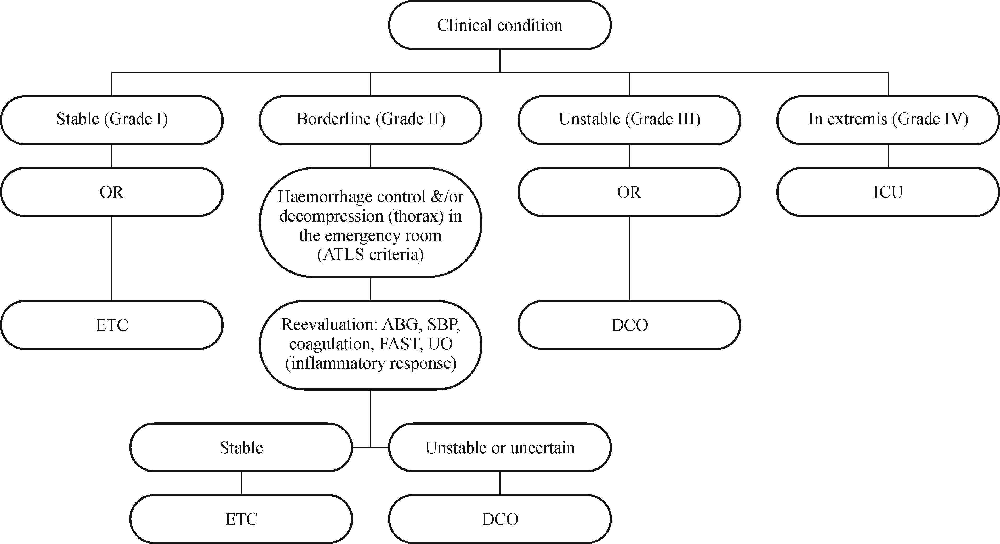 Clinical condition
Stable (Grade I)
Borderline (Grade II)
Unstable (Grade III)
In extremis (Grade IV)
OR
Haemorrhage control &/or
decompression (thorax) in
the emergency room
(ATLS criteria)
OR
ICU
ETC
Reevaluation: ABG, SBP,
coagulation, FAST, UO
(inflammatory response)
DCO
Stable
Unstable or uncertain
ETC
DCO